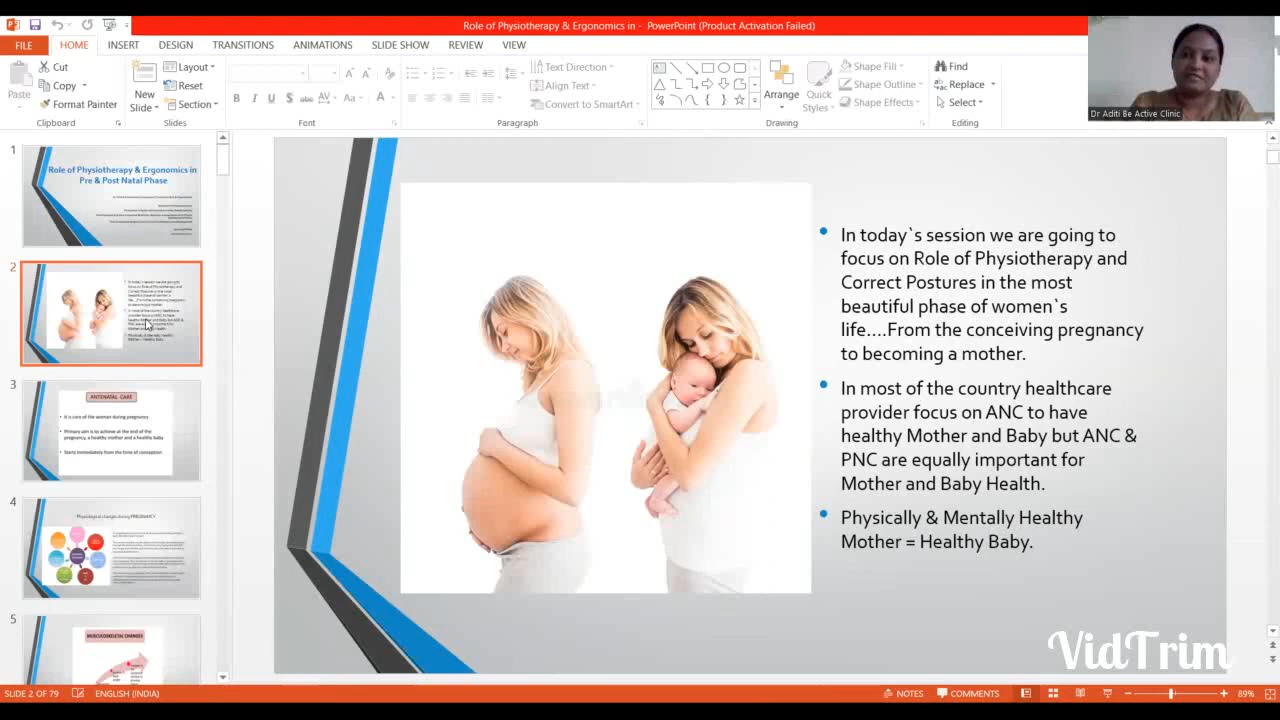 Role of Physiotherapy & Ergonomics in - PowerPoint (Product Activation Failed)
FILE
HOME
INSERT
DESIGN
TRANSITIONS
ANIMATIONS
SLIDE SHOW
REVIEW
VIEW
Paste
Cut
Copy
Format Painter
Clipboard
New
Slide
Layout
Reset
Section
Slides
B I U S abc AV Aa A
Font
Text Direction
Align Text
Convert to SmartArt
Paragraph
Arrange
Quick
Styles
Shape Fill
Shape Outline
Shape Effects
Drawing
Find
Replace
Select
Editing
Dr Aditi Be Active Clinic
1
Role of Physiotherapy & Ergonomics in
Pre & Post Natal Phase
2
3
ANTENATAL CARE
• It is care of the woman during pregnancy
• Primary aim is to achieve at the end of the
pregnancy, a healthy mother and a healthy baby
• Starts immediately from the time of conception
4
Physiological changes during PREGNANCY
5
MUSCULOSKELETAL CHANGES
• In today`s session we are going to
focus on Role of Physiotherapy and
Correct Postures in the most
beautiful phase of women`s
life....From the conceiving pregnancy
to becoming a mother.
• In most of the country healthcare
provider focus on ANC to have
healthy Mother and Baby but ANC &
PNC are equally important for
Mother and Baby Health.
• Physically & Mentally Healthy
Mother = Healthy Baby.
VidTrim
SLIDE 2 OF 79
ENGLISH (INDIA)
NOTES
COMMENTS
89%